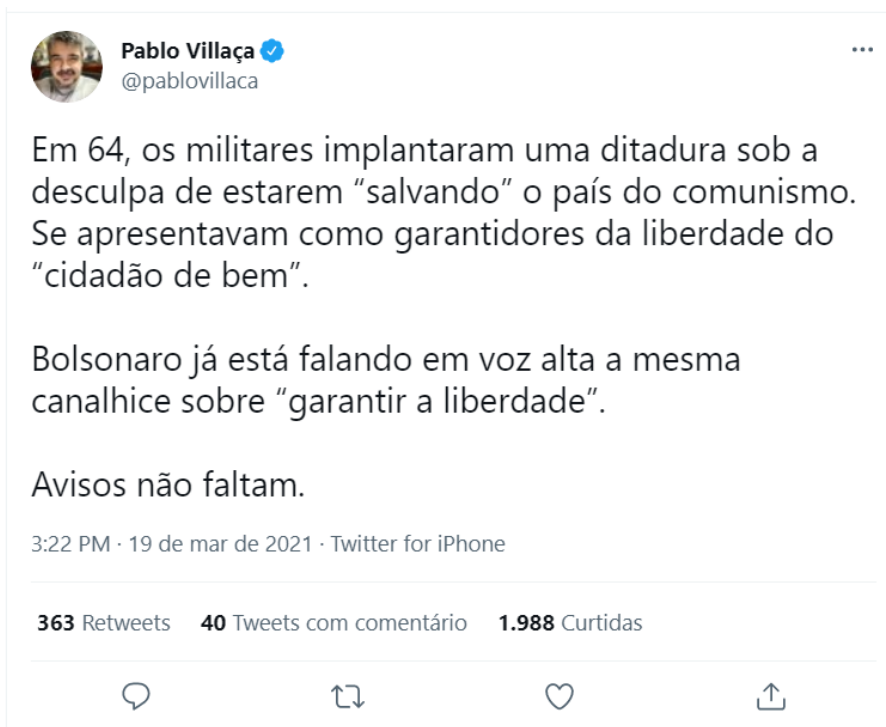 Pablo Villaça
@pablovillaca
Em 64, os militares implantaram uma ditadura sob a
desculpa de estarem “salvando” o país do comunismo.
Se apresentavam como garantidores da liberdade do
“cidadão de bem”.
Bolsonaro já está falando em voz alta a mesma
canalhice sobre “garantir a liberdade”.
Avisos não faltam.
3:22 PM · 19 de mar de 2021 · Twitter for iPhone
363 Retweets 40 Tweets com comentário 1.988 Curtidas